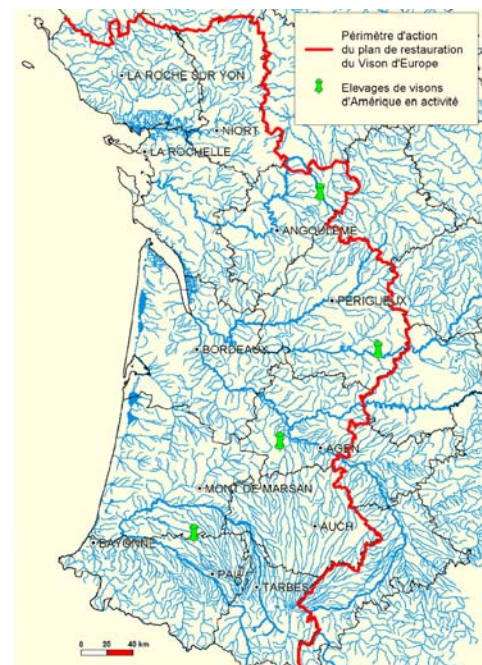 Périmètre d'action
du plan de restauration
du Vison d'Europe
Elevages de visons
d'Amérique en activité
LA ROCHE SUR YON
NIORT
LA ROCHELLE
ANGOULEME
PERIGUEUX
BORDEAUX
AGEN
MONT DE MARSAN
AUCH
BAYONNE
PAU
TARBES
0 20 40 km